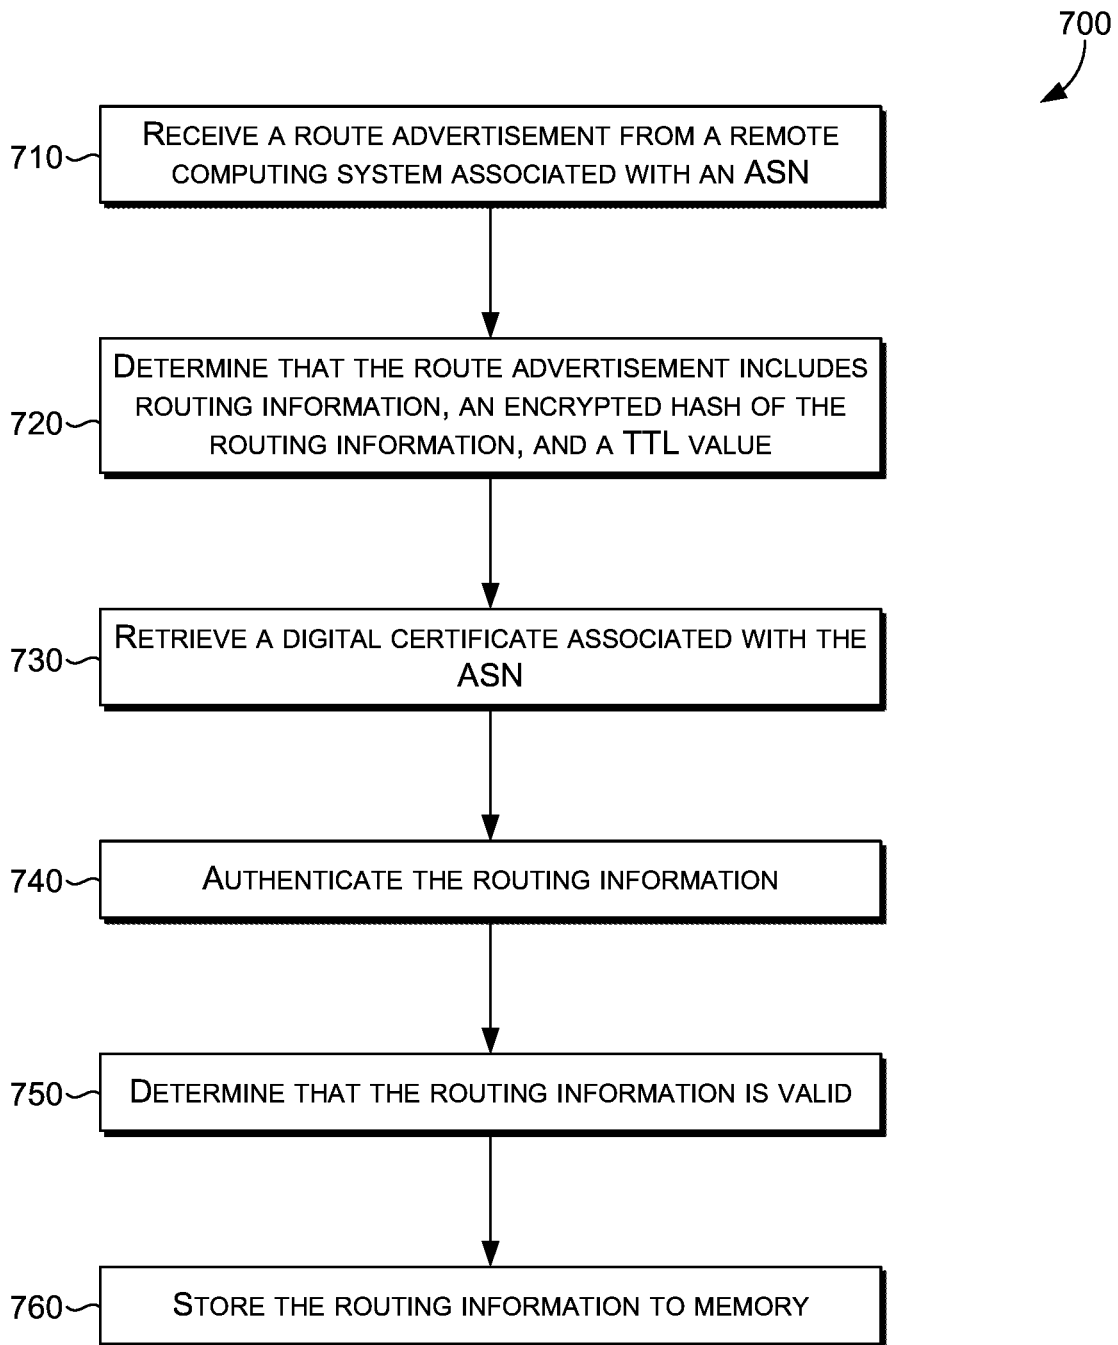 700
710
RECEIVE A ROUTE ADVERTISEMENT FROM A REMOTE
COMPUTING SYSTEM ASSOCIATED WITH AN ASN
720
DETERMINE THAT THE ROUTE ADVERTISEMENT INCLUDES
ROUTING INFORMATION, AN ENCRYPTED HASH OF THE
ROUTING INFORMATION, AND A TTL VALUE
730
RETRIEVE A DIGITAL CERTIFICATE ASSOCIATED WITH THE
ASN
740
AUTHENTICATE THE ROUTING INFORMATION
750
DETERMINE THAT THE ROUTING INFORMATION IS VALID
760
STORE THE ROUTING INFORMATION TO MEMORY